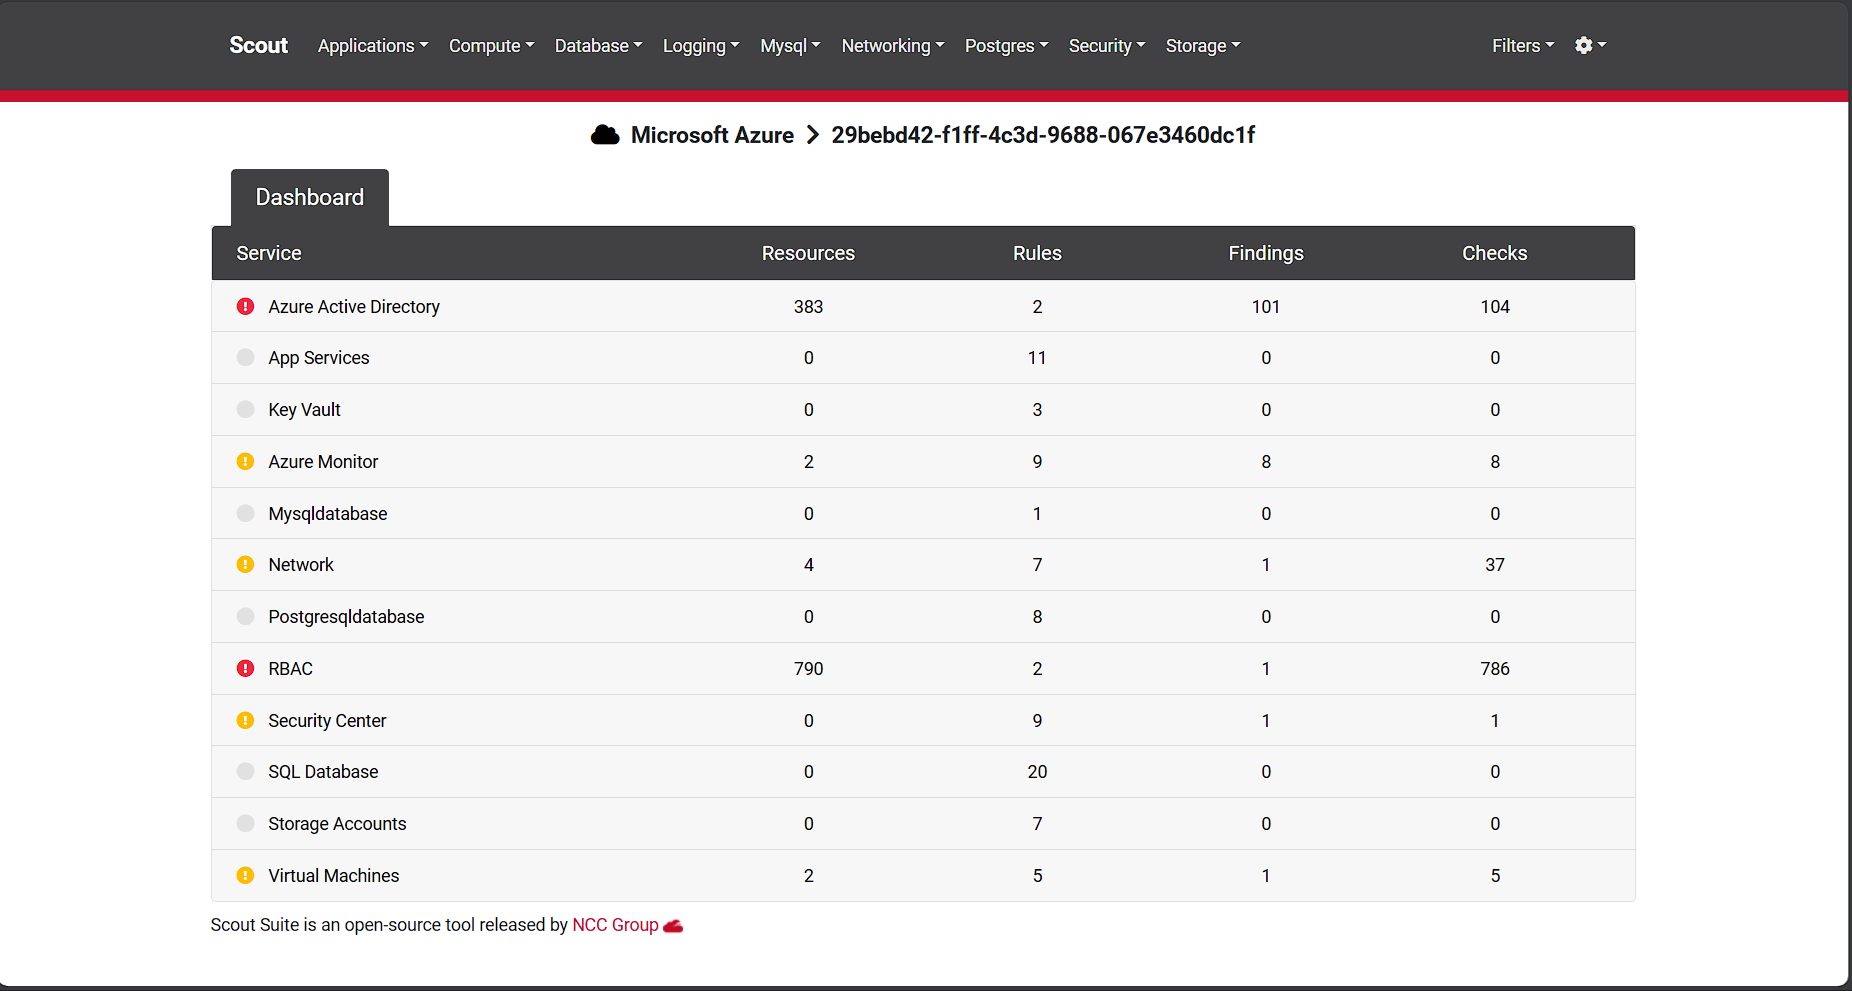 Scout Applications Compute Database Logging Mysql Networking Postgres Security Storage Filters
Microsoft Azure 29bebd42-f1ff-4c3d-9688-067e3460dc1f
Dashboard
Service Resources Rules Findings Checks
Azure Active Directory 383 2 101 104
App Services 0 11 0 0
Key Vault 0 3 0 0
Azure Monitor 2 9 8 8
Mysqldatabase 0 1 0 0
Network 4 7 1 37
Postgresqldatabase 0 8 0 0
RBAC 790 2 1 786
Security Center 0 9 1 1
SQL Database 0 20 0 0
Storage Accounts 0 7 0 0
Virtual Machines 2 5 1 5
Scout Suite is an open-source tool released by NCC Group